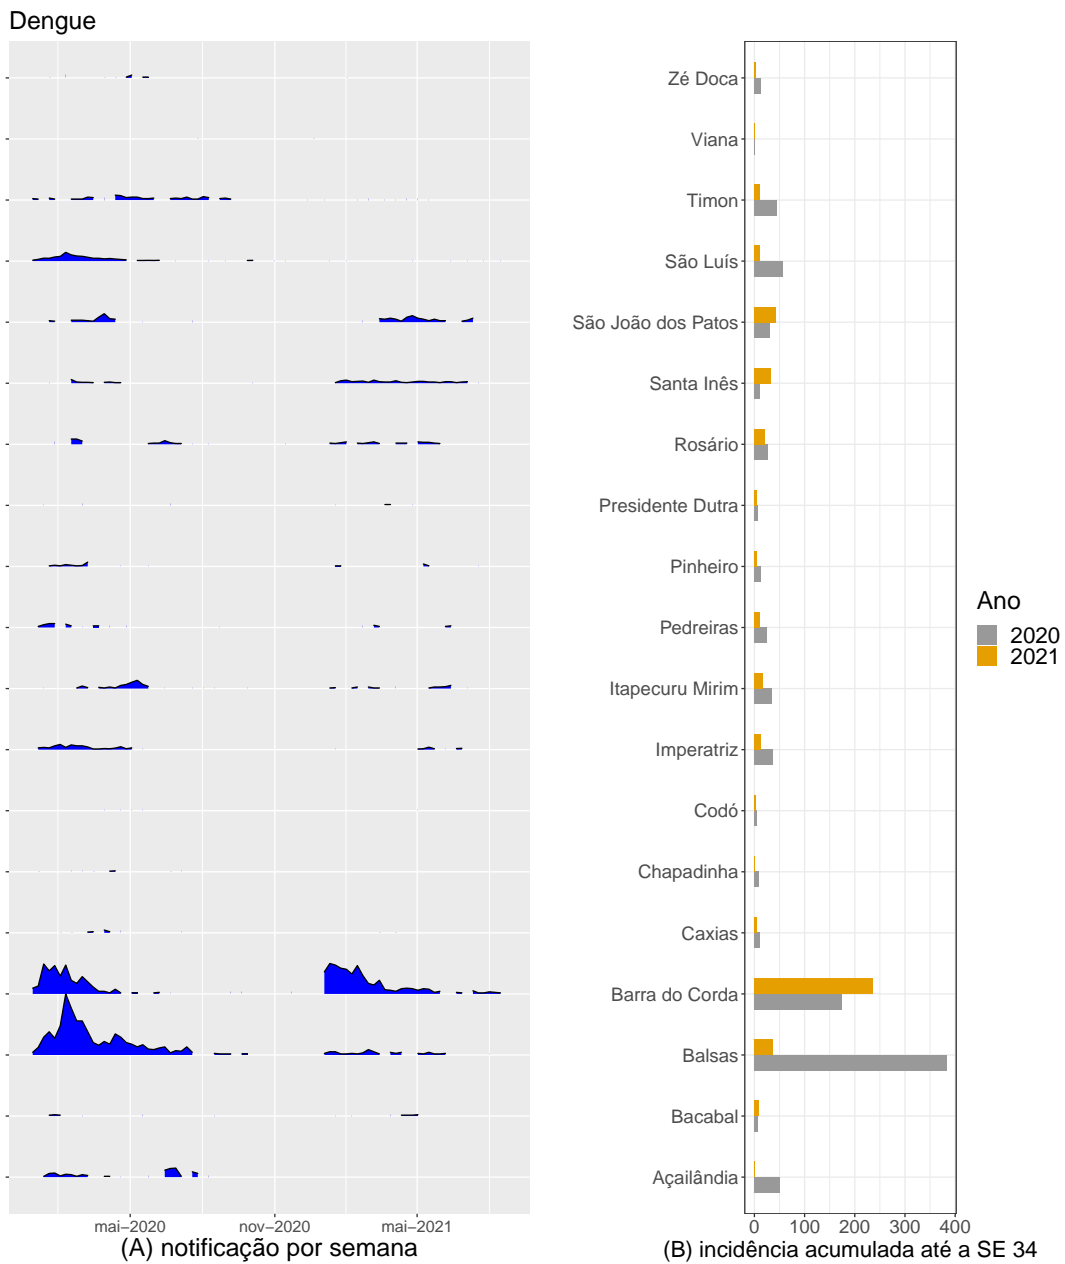 Dengue
Zé Doca
Viana
Timon
São Luís
São João dos Patos
Santa Inês
Rosário
Presidente Dutra
Pinheiro
Pedreiras
Itapecuru Mirim
Imperatriz
Codó
Chapadinha
Caxias
Barra do Corda
Balsas
Bacabal
Açailândia
Ano
2020
2021
mai−2020 nov−2020 mai−2021
(A) notificação por semana
0 100 200 300 400
(B) incidência acumulada até a SE 34